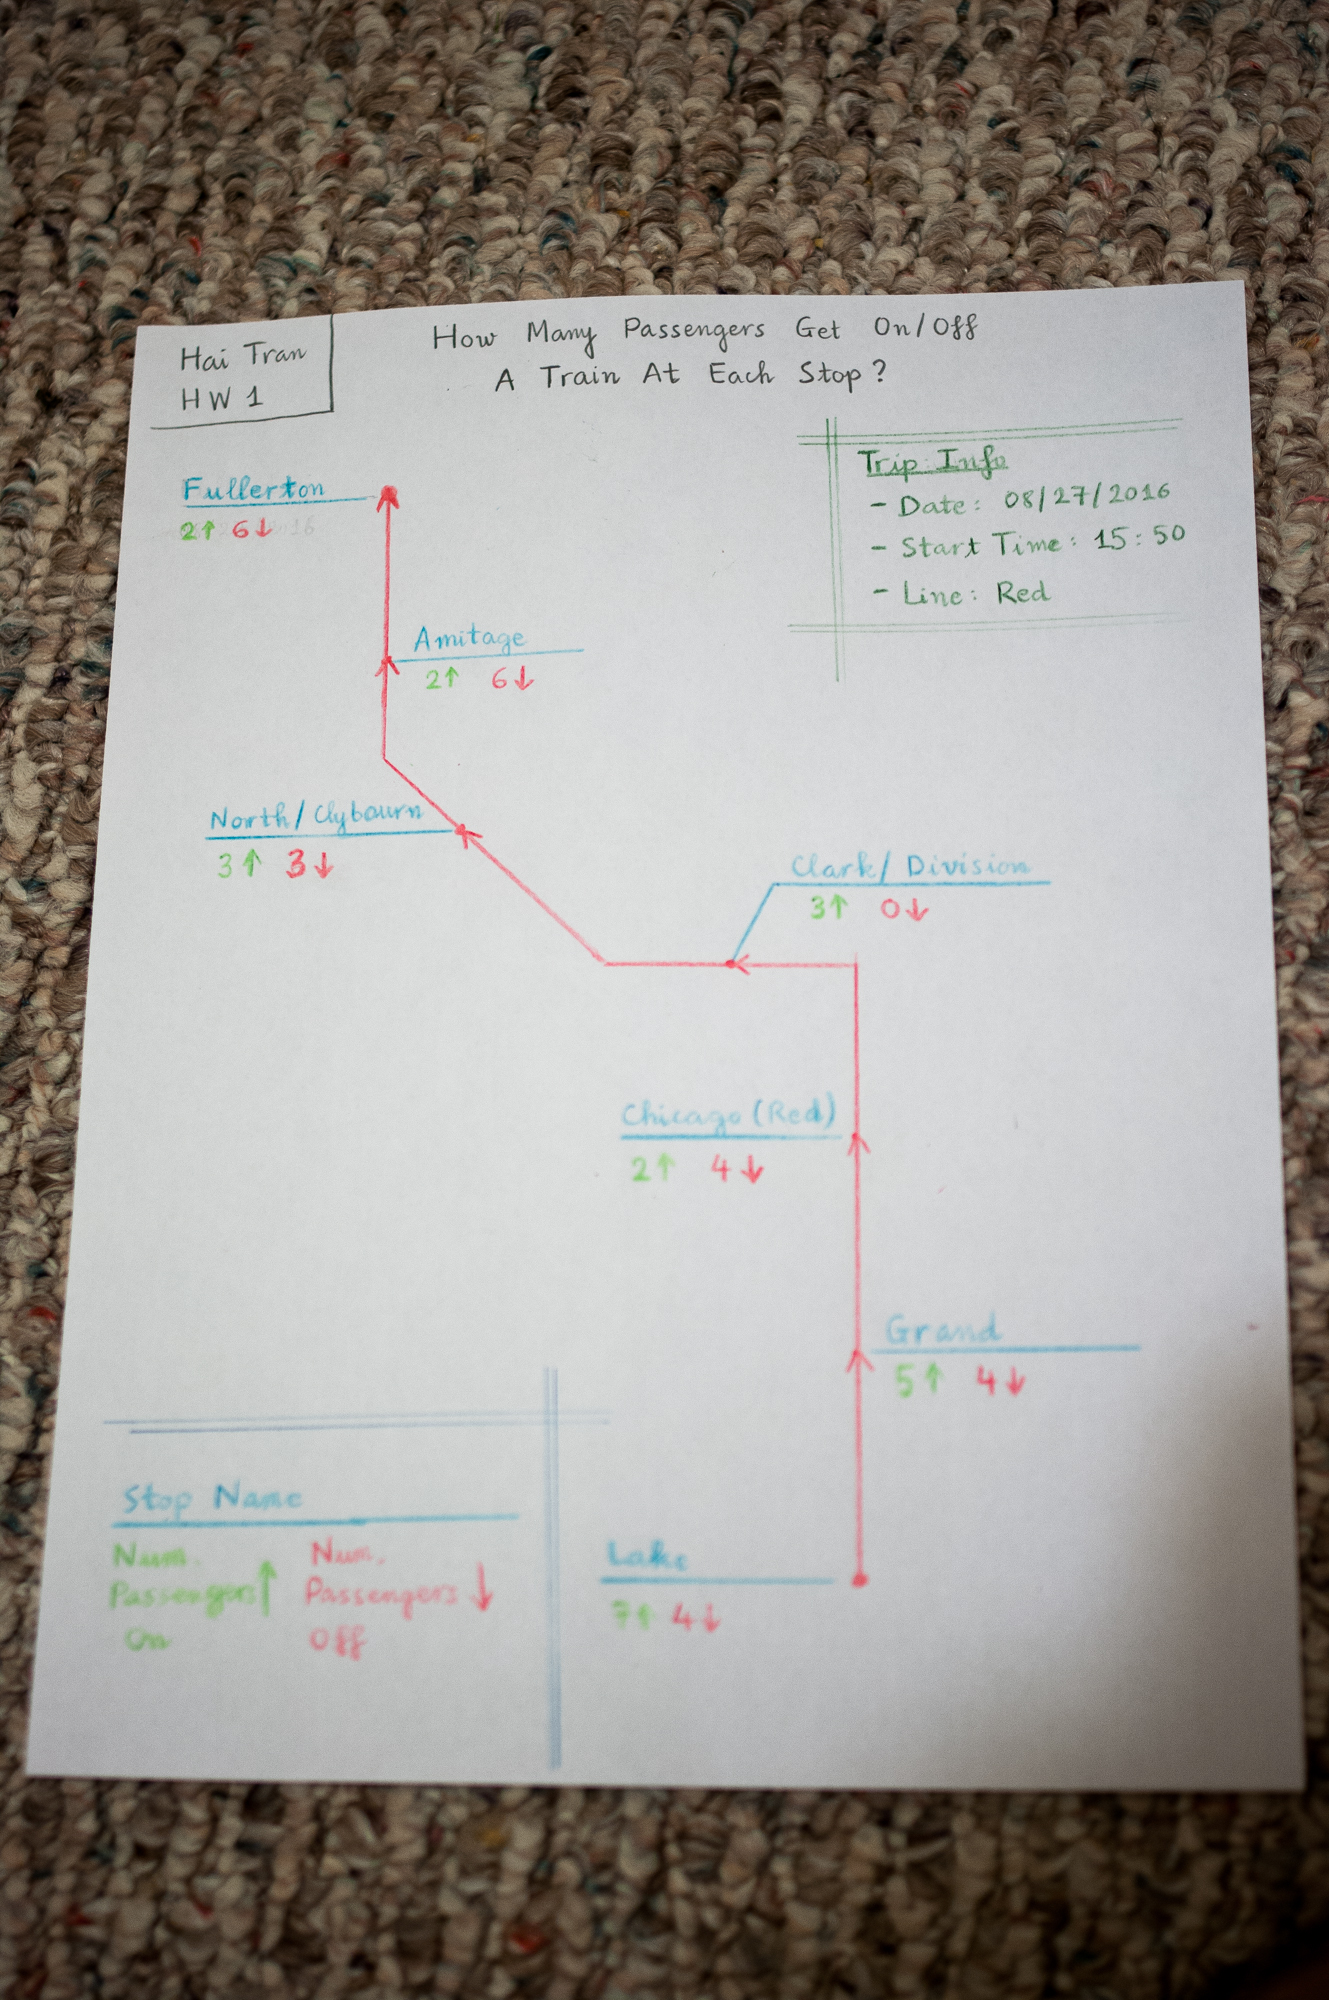 Hai Tran
HW 1
How Many Passengers Get On/Off
A Train At Each Stop?
Trip Info
- Date: 08/27/2016
- Start Time: 15:50
- Line: Red
Fullerton
2↑ 6↓
Amitage
2↑ 6↓
North/Clybourn
3↑ 3↓
Clark/Division
3↑ 0↓
Chicago (Red)
2↑ 4↓
Grand
5↑ 4↓
Lake
7↑ 4↓
Stop Name
Num. Passengers On ↑
Num. Passengers Off ↓